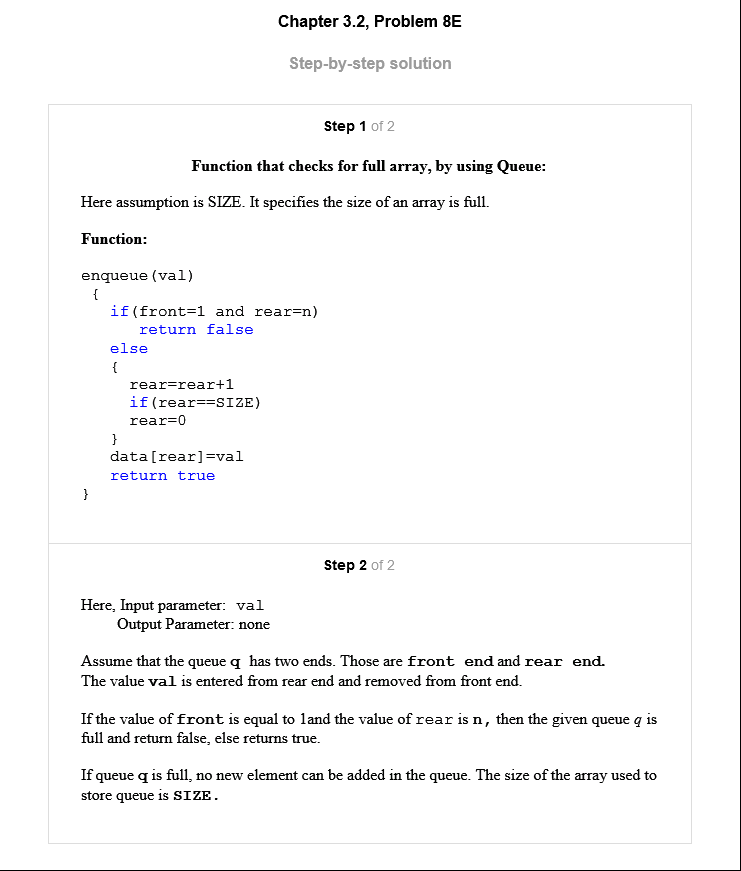 Chapter 3.2, Problem 8E
Step-by-step solution
Step 1 of 2
Function that checks for full array, by using Queue:
Here assumption is SIZE. It specifies the size of an array is full.
Function:
enqueue(val)
{
if(front=1 and rear=n)
return false
else
{
rear=rear+1
if(rear==SIZE)
rear=0
}
data[rear]=val
return true
}
Step 2 of 2
Here, Input parameter: val
Output Parameter: none
Assume that the queue q has two ends. Those are front end and rear end.
The value val is entered from rear end and removed from front end.
If the value of front is equal to 1and the value of rear is n, then the given queue q is
full and return false, else returns true.
If queue q is full, no new element can be added in the queue. The size of the array used to
store queue is SIZE.